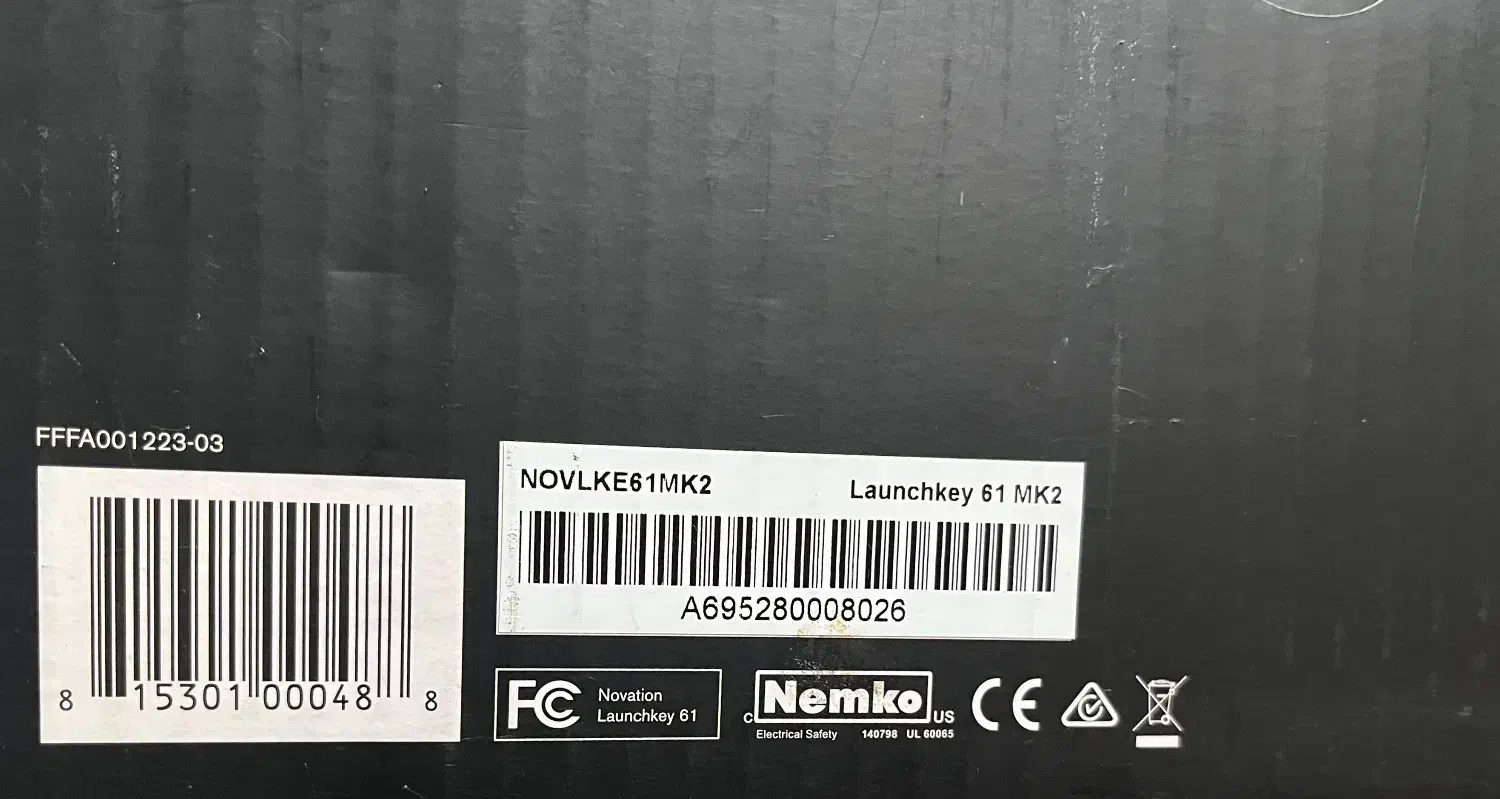 FFFA001223-03
8 15301 00048 8
NOVLKE61MK2 Launchkey 61 MK2
A695280008026
FC Novation
Launchkey 61
C Nemko US
Electrical Safety 140798 UL 60065
CE